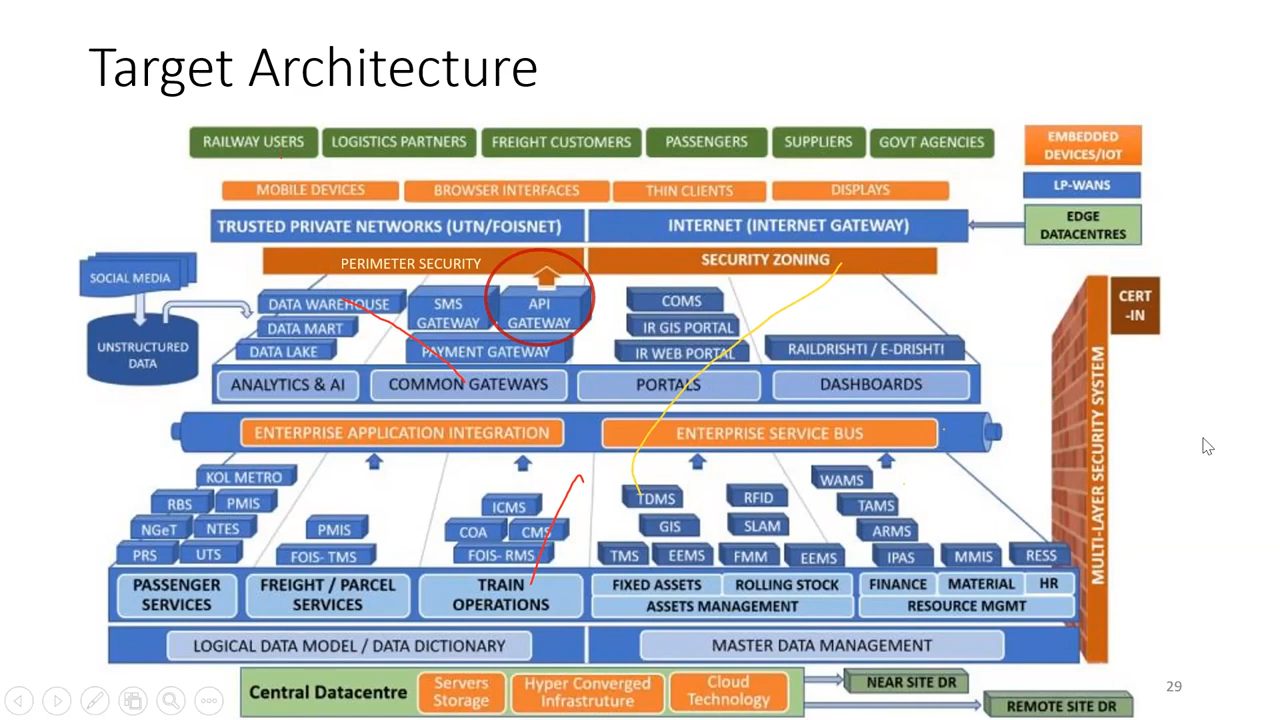 Target Architecture
RAILWAY USERS
LOGISTICS PARTNERS
FREIGHT CUSTOMERS
PASSENGERS
SUPPLIERS
GOVT AGENCIES
EMBEDDED
DEVICES/IOT
MOBILE DEVICES
BROWSER INTERFACES
THIN CLIENTS
DISPLAYS
LP-WANS
TRUSTED PRIVATE NETWORKS (UTN/FOISNET)
INTERNET (INTERNET GATEWAY)
EDGE
DATACENTRES
PERIMETER SECURITY
SECURITY ZONING
SOCIAL MEDIA
UNSTRUCTURED
DATA
DATA WAREHOUSE
DATA MART
DATA LAKE
SMS
GATEWAY
API
GATEWAY
PAYMENT GATEWAY
COMS
IR GIS PORTAL
IR WEB PORTAL
RAILDRISHTI / E-DRISHTI
CERT
-IN
MULTI-LAYER SECURITY SYSTEM
ANALYTICS & AI
COMMON GATEWAYS
PORTALS
DASHBOARDS
ENTERPRISE APPLICATION INTEGRATION
ENTERPRISE SERVICE BUS
KOL METRO
RBS
PMIS
NGeT
NTES
PRS
UTS
PMIS
FOIS- TMS
ICMS
COA
CMS
FOIS- RMS
TDMS
GIS
TMS
EEMS
RFID
SLAM
FMM
EEMS
WAMS
TAMS
ARMS
IPAS
MMIS
RESS
PASSENGER
SERVICES
FREIGHT / PARCEL
SERVICES
TRAIN
OPERATIONS
FIXED ASSETS
ROLLING STOCK
ASSETS MANAGEMENT
FINANCE
MATERIAL
HR
RESOURCE MGMT
LOGICAL DATA MODEL / DATA DICTIONARY
MASTER DATA MANAGEMENT
Central Datacentre
Servers
Storage
Hyper Converged
Infrastruture
Cloud
Technology
NEAR SITE DR
REMOTE SITE DR
29